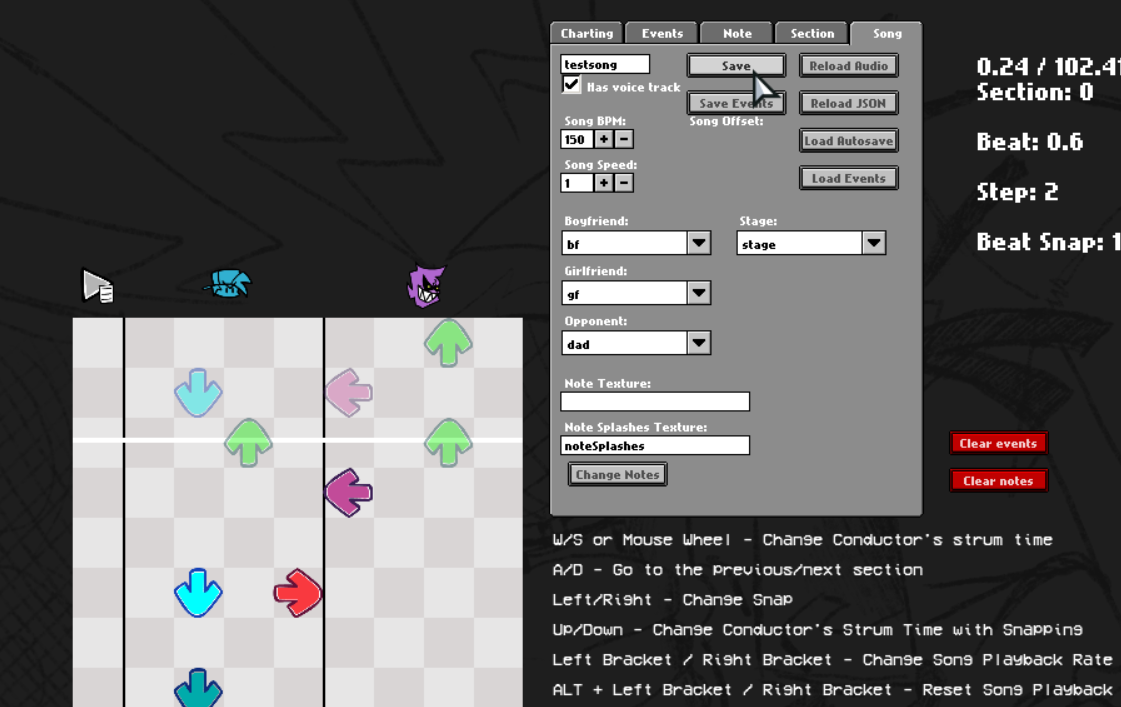 Charting Events Note Section Song
testsong Save Reload Audio
Has voice track
Save Events Reload JSON
Song BPM: Song Offset:
150 + - Load Autosave
Song Speed:
1 + - Load Events
Boyfriend: Stage:
bf stage
Girlfriend:
gf
Opponent:
dad
Note Texture:
Note Splashes Texture:
noteSplashes
Change Notes
0.24 / 102.41
Section: 0
Beat: 0.6
Step: 2
Beat Snap: 1
Clear events
Clear notes
W/S or Mouse Wheel - Change Conductor's strum time
A/D - Go to the previous/next section
Left/Right - Change Snap
Up/Down - Change Conductor's Strum Time with Snapping
Left Bracket / Right Bracket - Change Song Playback Rate
ALT + Left Bracket / Right Bracket - Reset Song Playback